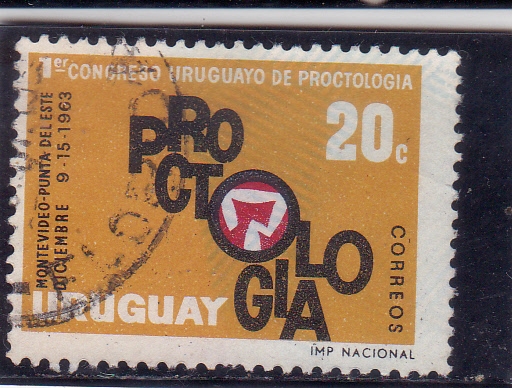 1er CONGRESO URUGUAYO DE PROCTOLOGIA
MONTEVIDEO-PUNTA DEL ESTE
DICIEMBRE 9-15-1963
20c
PROCTOLOGIA
CORREOS
URUGUAY
IMP NACIONAL